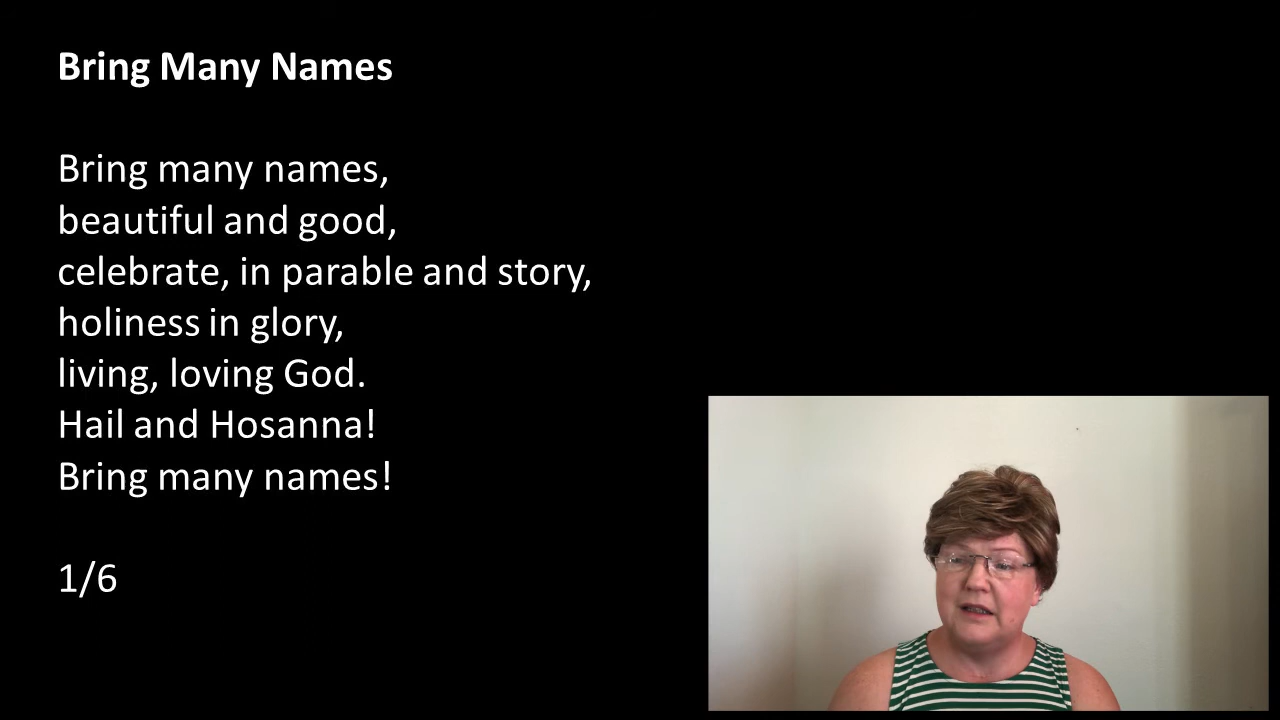 Bring Many Names
Bring many names,
beautiful and good,
celebrate, in parable and story,
holiness in glory,
living, loving God.
Hail and Hosanna!
Bring many names!
1/6